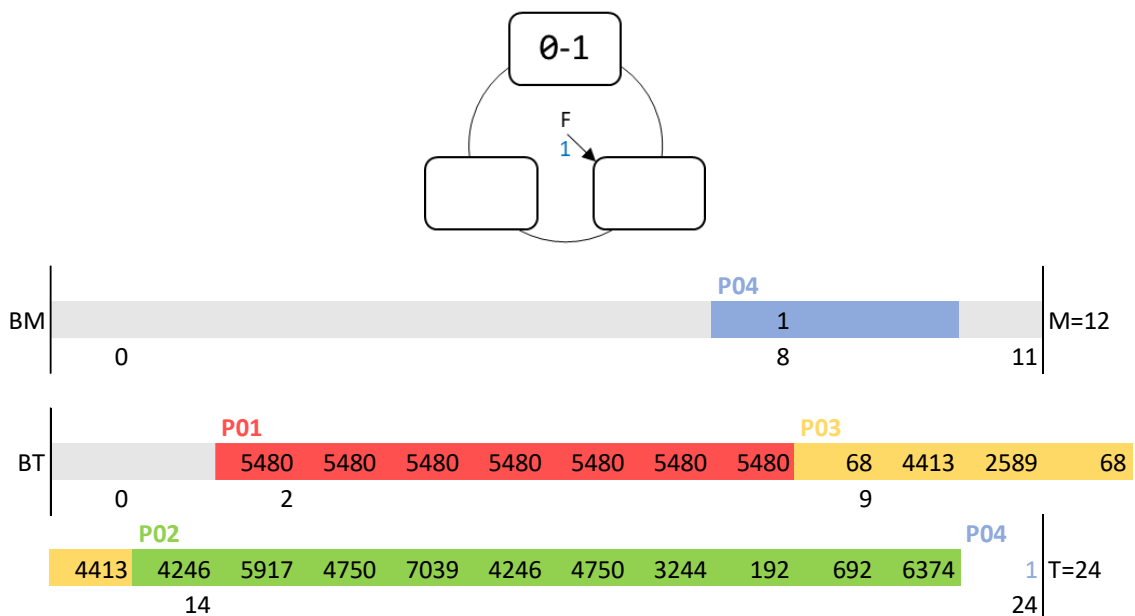 0-1
F
1
P04
BM 1 M=12
0 8 11
P01 P03
BT 5480 5480 5480 5480 5480 5480 5480 68 4413 2589 68
0 2 9
P02 P04
4413 4246 5917 4750 7039 4246 4750 3244 192 692 6374 1 T=24
14 24